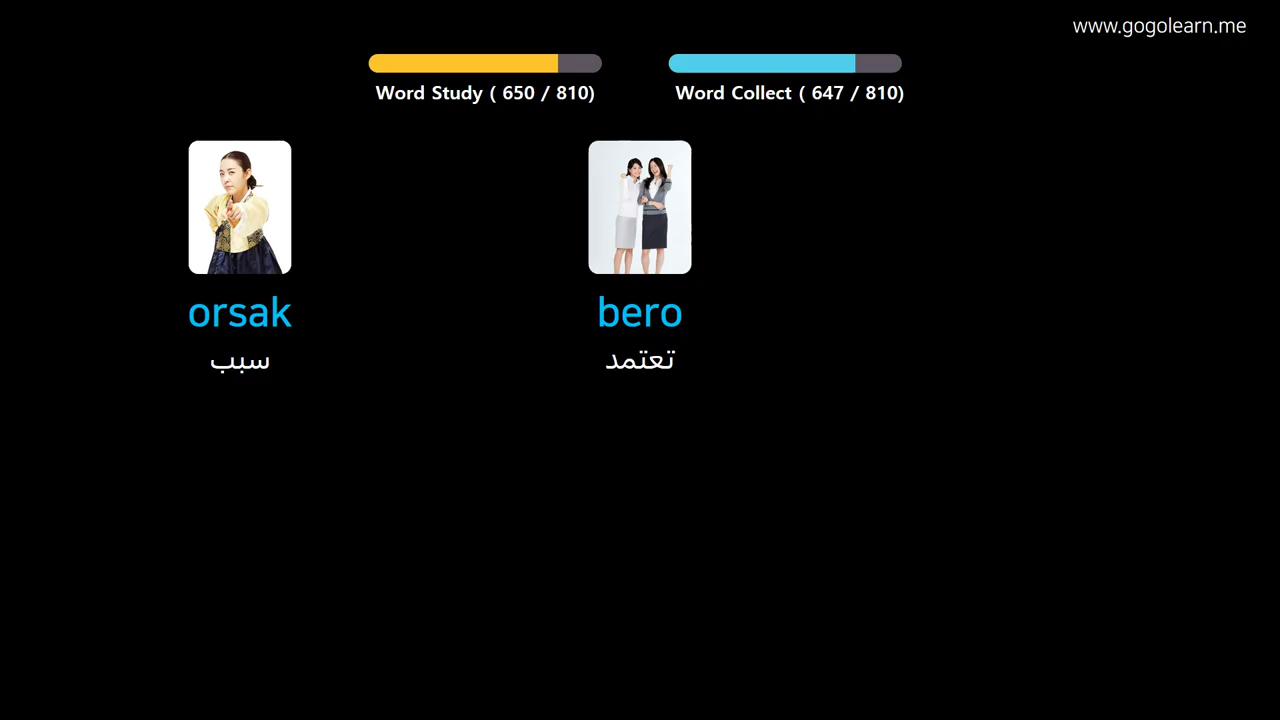 www.gogolearn.me
Word Study ( 650 / 810)
Word Collect ( 647 / 810)
orsak
سبب
bero
تعتمد